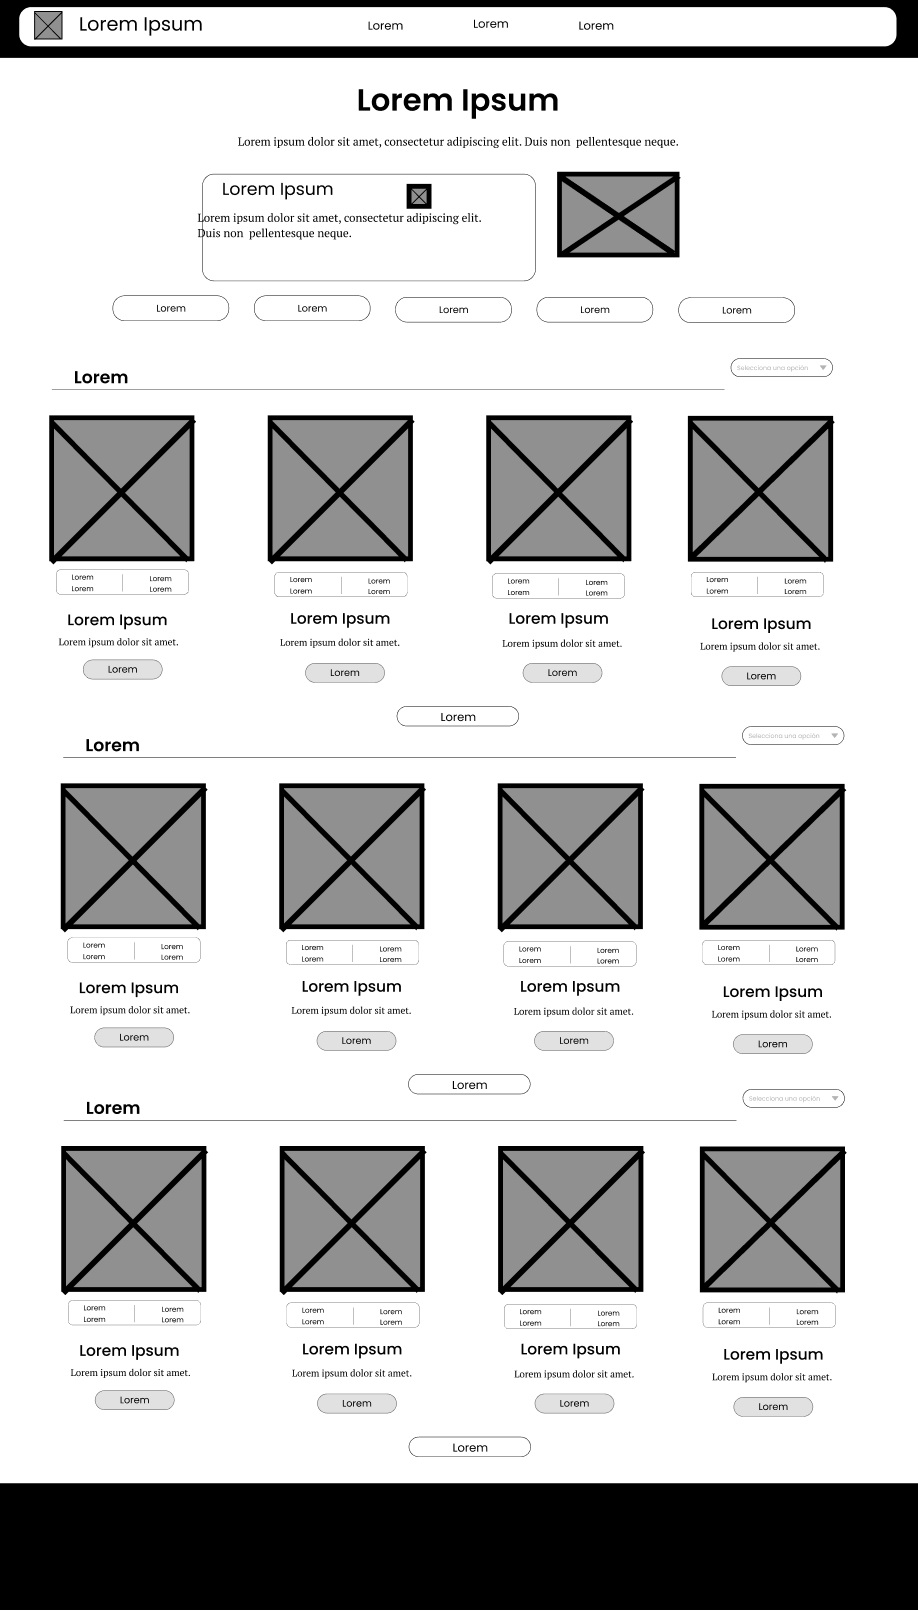 Lorem Ipsum
Lorem
Lorem
Lorem
Lorem Ipsum
Lorem ipsum dolor sit amet, consectetur adipiscing elit. Duis non  pellentesque neque.
Lorem Ipsum
Lorem ipsum dolor sit amet, consectetur adipiscing elit.
Duis non  pellentesque neque.
Lorem
Lorem
Lorem
Lorem
Lorem
Lorem
Selecciona una opción
Lorem
Lorem
Lorem
Lorem
Lorem Ipsum
Lorem ipsum dolor sit amet.
Lorem
Lorem
Lorem
Lorem
Lorem
Lorem Ipsum
Lorem ipsum dolor sit amet.
Lorem
Lorem
Lorem
Lorem
Lorem
Lorem Ipsum
Lorem ipsum dolor sit amet.
Lorem
Lorem
Lorem
Lorem
Lorem
Lorem Ipsum
Lorem ipsum dolor sit amet.
Lorem
Lorem
Lorem
Selecciona una opción
Lorem
Lorem
Lorem
Lorem
Lorem Ipsum
Lorem ipsum dolor sit amet.
Lorem
Lorem
Lorem
Lorem
Lorem
Lorem Ipsum
Lorem ipsum dolor sit amet.
Lorem
Lorem
Lorem
Lorem
Lorem
Lorem Ipsum
Lorem ipsum dolor sit amet.
Lorem
Lorem
Lorem
Lorem
Lorem
Lorem Ipsum
Lorem ipsum dolor sit amet.
Lorem
Lorem
Lorem
Selecciona una opción
Lorem
Lorem
Lorem
Lorem
Lorem Ipsum
Lorem ipsum dolor sit amet.
Lorem
Lorem
Lorem
Lorem
Lorem
Lorem Ipsum
Lorem ipsum dolor sit amet.
Lorem
Lorem
Lorem
Lorem
Lorem
Lorem Ipsum
Lorem ipsum dolor sit amet.
Lorem
Lorem
Lorem
Lorem
Lorem
Lorem Ipsum
Lorem ipsum dolor sit amet.
Lorem
Lorem